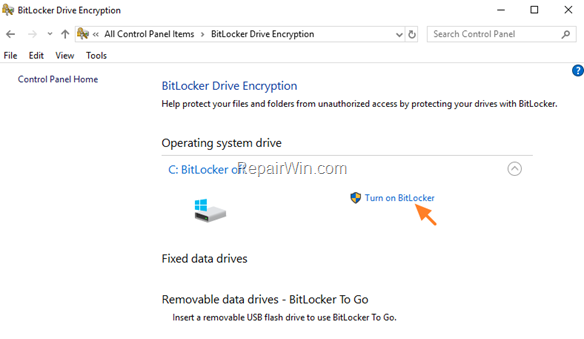 BitLocker Drive Encryption
All Control Panel Items > BitLocker Drive Encryption
Search Control Panel
File Edit View Tools
?
Control Panel Home
BitLocker Drive Encryption
Help protect your files and folders from unauthorized access by protecting your drives with BitLocker.
Operating system drive
C: BitLocker off
RepairWin.com
Turn on BitLocker
Fixed data drives
Removable data drives - BitLocker To Go
Insert a removable USB flash drive to use BitLocker To Go.